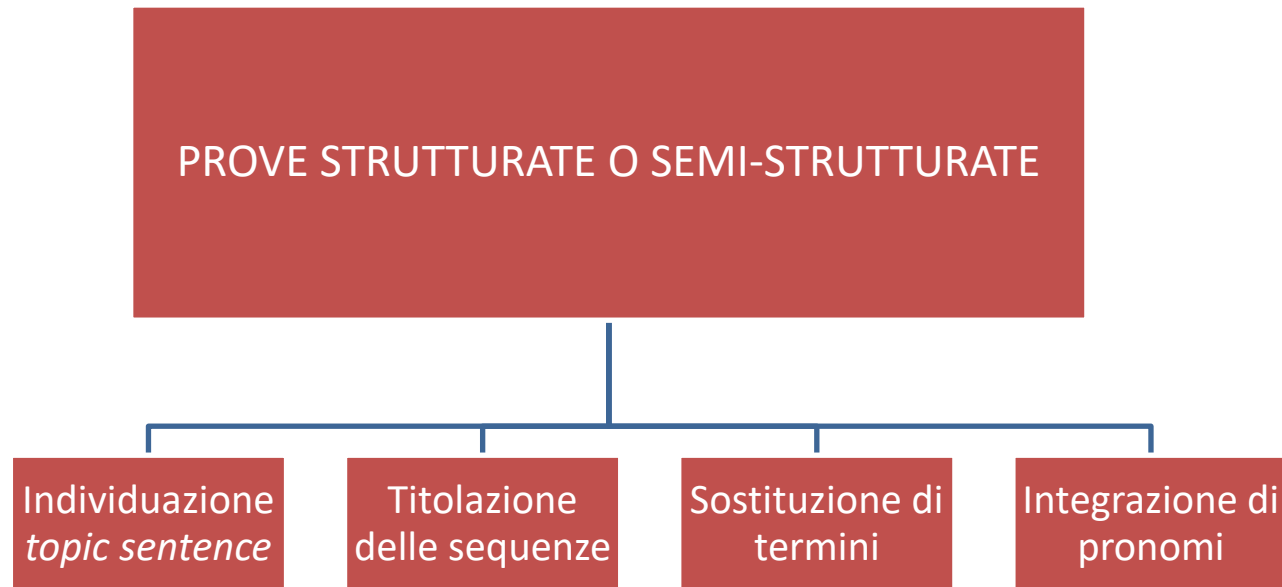 PROVE STRUTTURATE O SEMI-STRUTTURATE
Individuazione
topic sentence
Titolazione
delle sequenze
Sostituzione di
termini
Integrazione di
pronomi